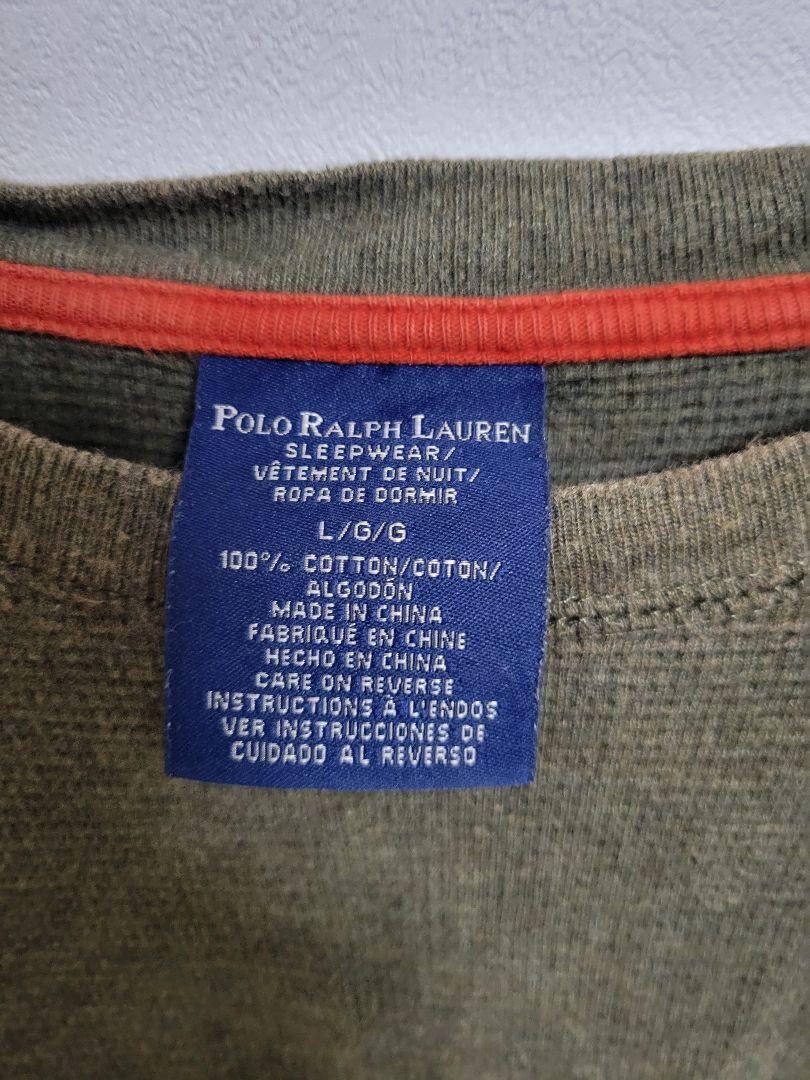 POLO RALPH LAUREN
SLEEPWEAR/
VÊTEMENT DE NUIT/
ROPA DE DORMIR
L/G/G
100% COTTON/COTON/
ALGODÓN
MADE IN CHINA
FABRIQUÉ EN CHINE
HECHO EN CHINA
CARE ON REVERSE
INSTRUCTIONS À L'ENDOS
VER INSTRUCCIONES DE
CUIDADO AL REVERSO